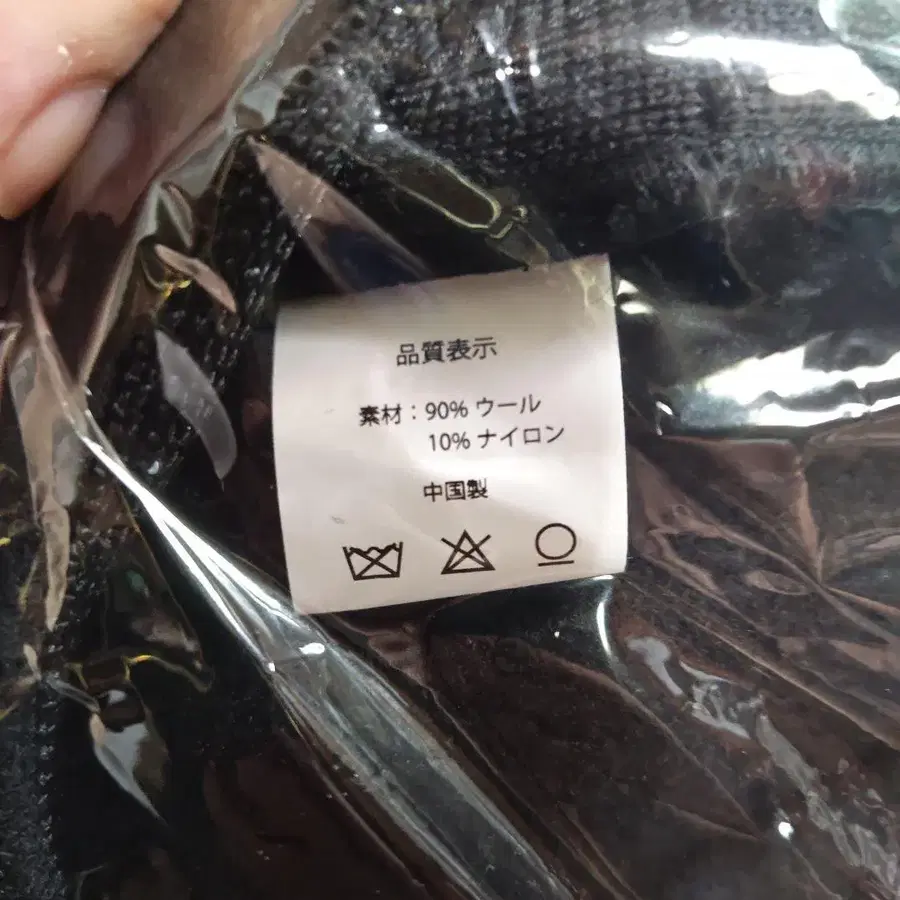 品質表示
素材：90% ウール
10% ナイロン
中国製